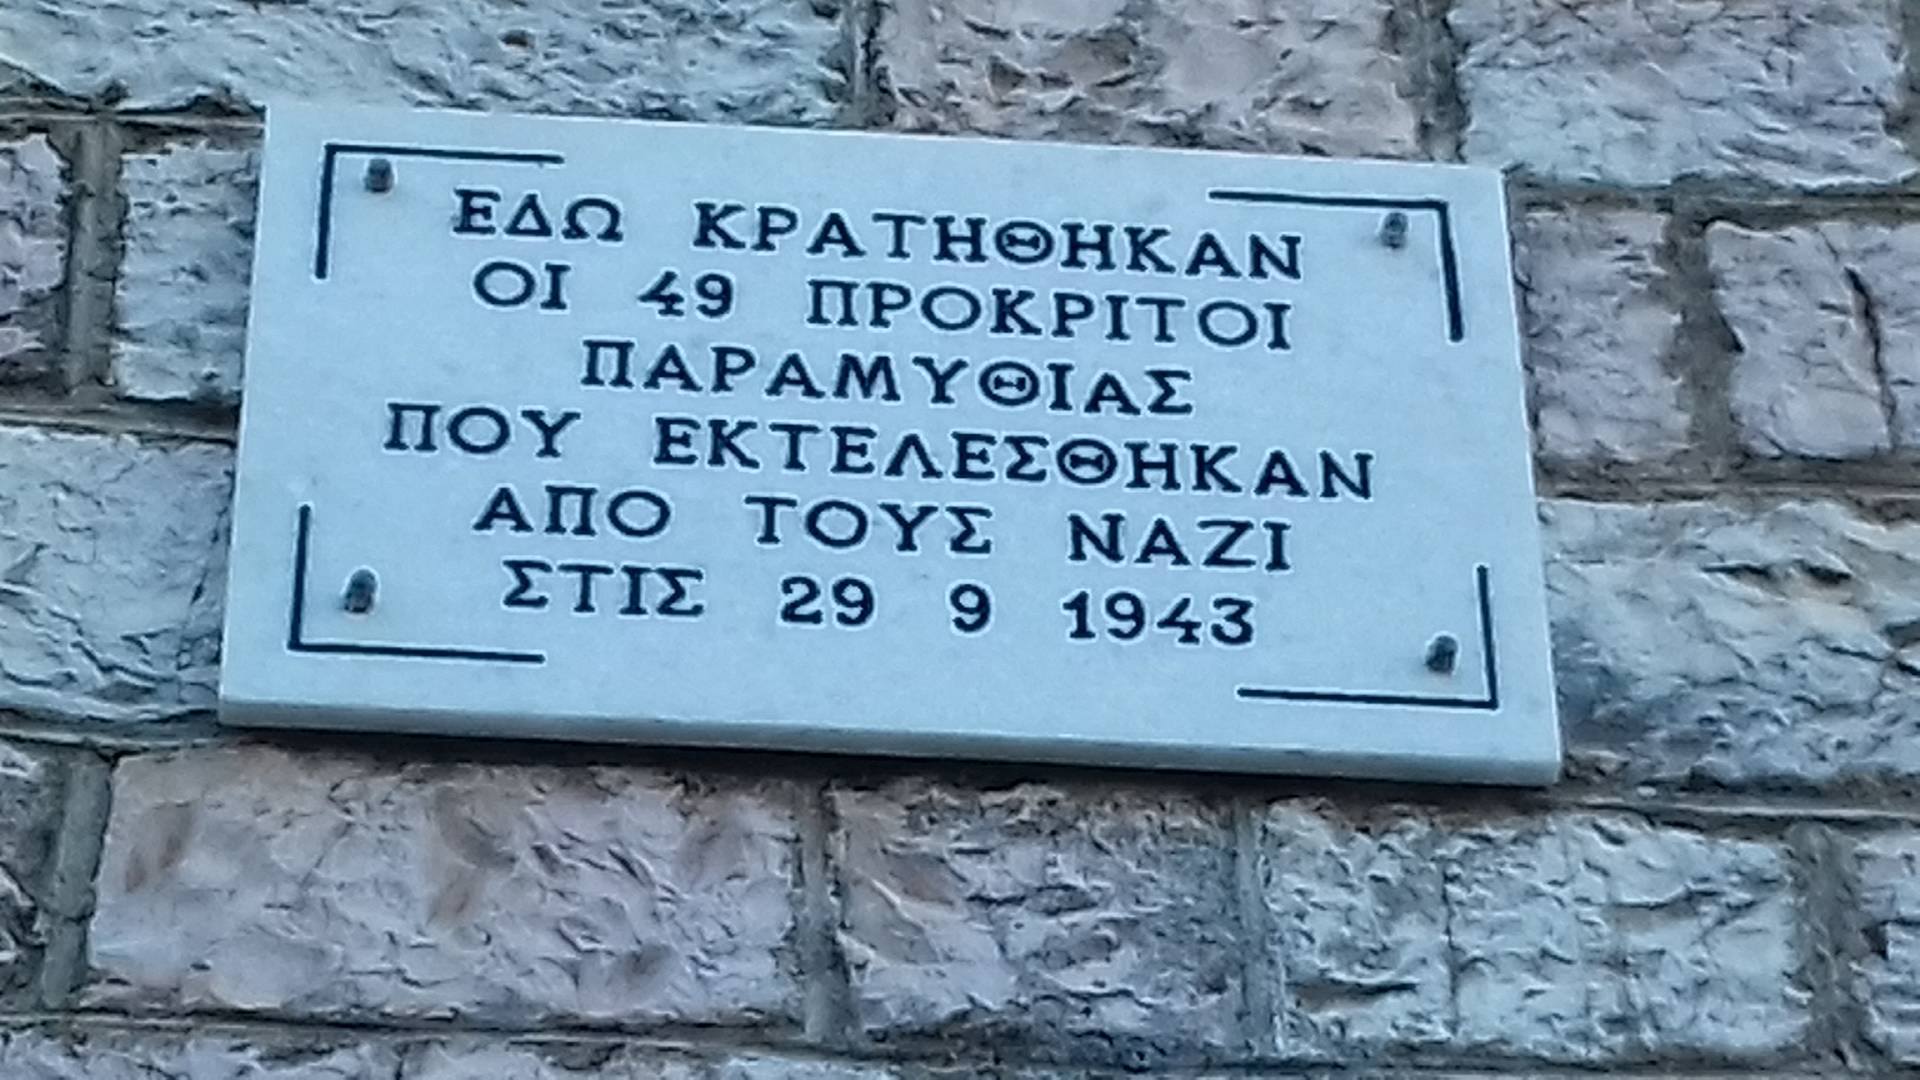 ΕΔΩ ΚΡΑΤΗΘΗΚΑΝ
ΟΙ 49 ΠΡΟΚΡΙΤΟΙ
ΠΑΡΑΜΥΘΙΑΣ
ΠΟΥ ΕΚΤΕΛΕΣΘΗΚΑΝ
ΑΠΟ ΤΟΥΣ ΝΑΖΙ
ΣΤΙΣ 29 9 1943